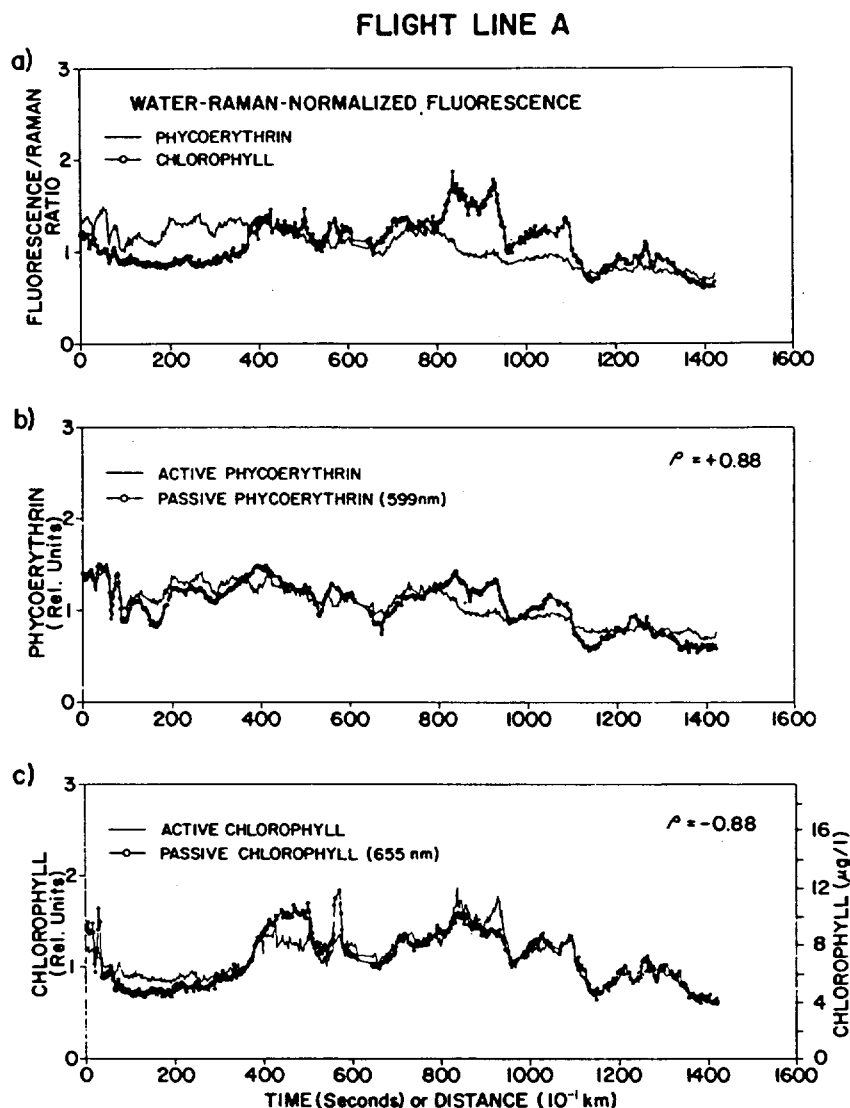 FLIGHT LINE A
a)
3
2
1
0
FLUORESCENCE/RAMAN
RATIO
WATER-RAMAN-NORMALIZED FLUORESCENCE
PHYCOERYTHRIN
CHLOROPHYLL
0 200 400 600 800 1000 1200 1400 1600
b)
3
2
1
0
PHYCOERYTHRIN
(Rel. Units)
ACTIVE PHYCOERYTHRIN
PASSIVE PHYCOERYTHRIN (599nm)
ρ = +0.88
0 200 400 600 800 1000 1200 1400 1600
c)
3
2
1
0
CHLOROPHYLL
(Rel. Units)
ACTIVE CHLOROPHYLL
PASSIVE CHLOROPHYLL (655 nm)
ρ = -0.88
16
12
8
4
0
CHLOROPHYLL (µg/l)
0 200 400 600 800 1000 1200 1400 1600
TIME (Seconds) or DISTANCE (10⁻¹ km)